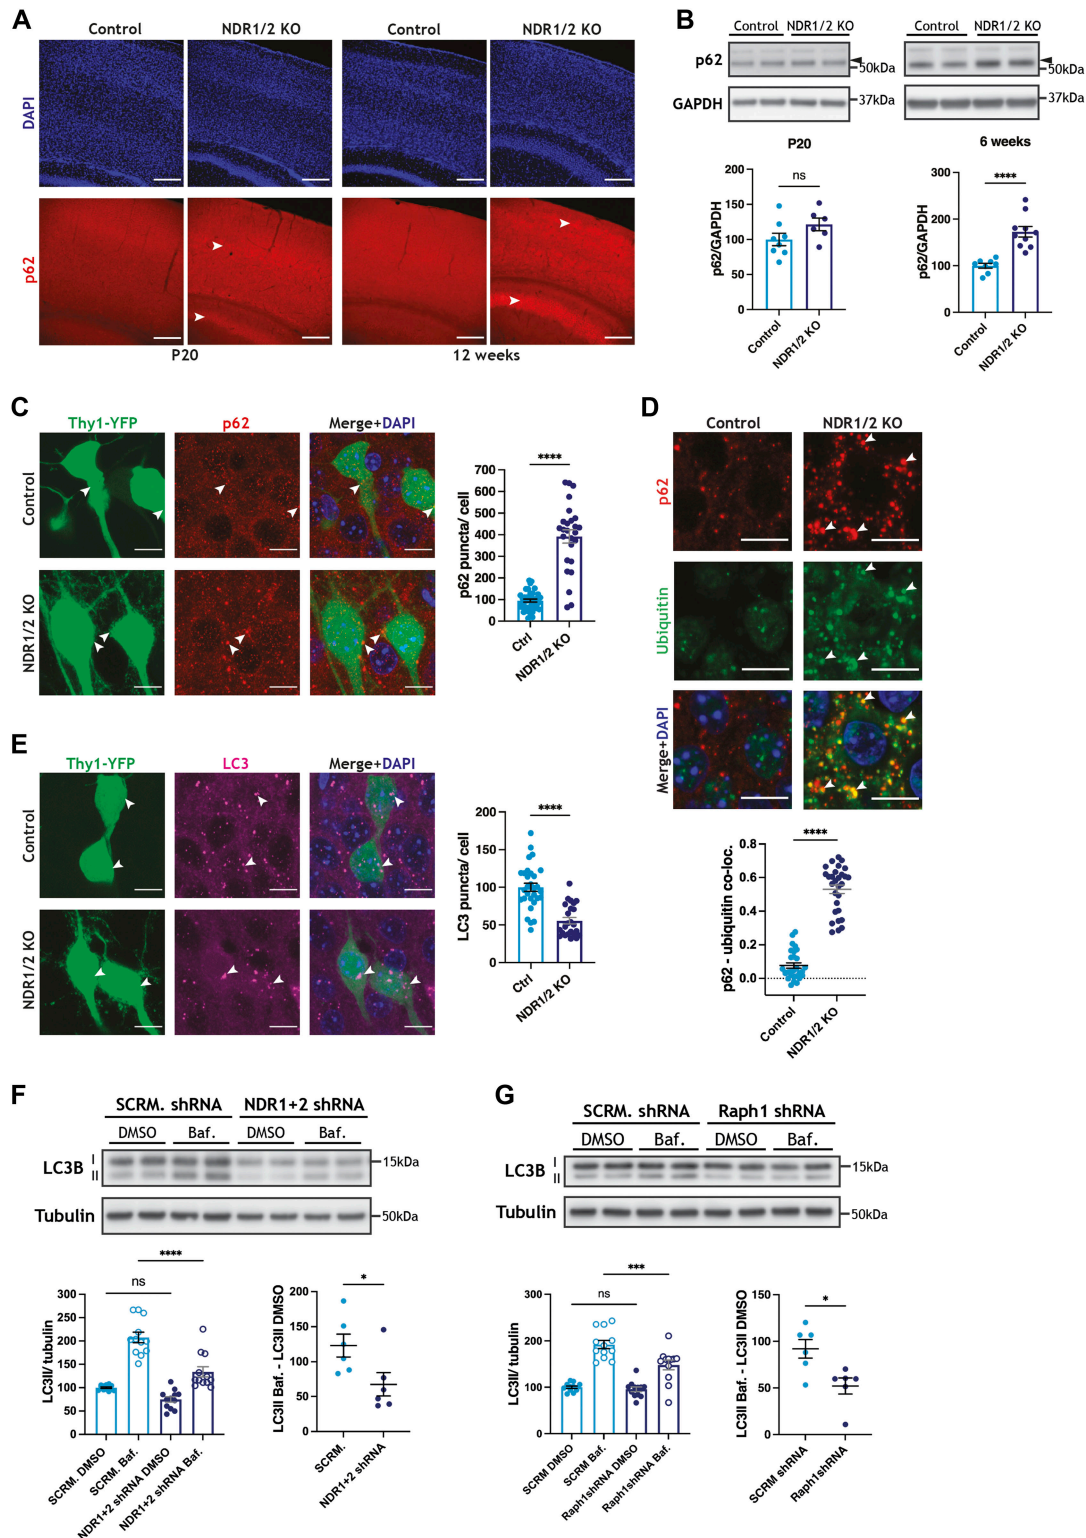 A
Control
NDR1/2 KO
Control
NDR1/2 KO
DAPI
p62
P20
12 weeks
B
Control
NDR1/2 KO
Control
NDR1/2 KO
p62
50kDa
50kDa
GAPDH
37kDa
37kDa
P20
6 weeks
p62/GAPDH
200
150
100
50
0
ns
Control
NDR1/2 KO
p62/GAPDH
300
200
100
0
****
Control
NDR1/2 KO
C
Thy1-YFP
p62
Merge+DAPI
Control
NDR1/2 KO
p62 puncta/ cell
700
600
500
400
300
200
100
0
****
Ctrl
NDR1/2 KO
D
Control
NDR1/2 KO
p62
Ubiquitin
Merge+DAPI
p62 - ubiquitin co-loc.
0.8
0.6
0.4
0.2
0.0
****
Control
NDR1/2 KO
E
Thy1-YFP
LC3
Merge+DAPI
Control
NDR1/2 KO
LC3 puncta/ cell
200
150
100
50
0
****
Ctrl
NDR1/2 KO
F
SCRM. shRNA
NDR1+2 shRNA
DMSO
Baf.
DMSO
Baf.
LC3B
I
II
15kDa
Tubulin
50kDa
LC3II/ tubulin
300
250
200
150
100
50
0
****
ns
SCRM. DMSO
SCRM. Baf.
NDR1+2 shRNA DMSO
NDR1+2 shRNA Baf.
LC3II Baf. - LC3II DMSO
200
150
100
50
0
*
SCRM.
NDR1+2 shRNA
G
SCRM. shRNA
Raph1 shRNA
DMSO
Baf.
DMSO
Baf.
LC3B
I
II
15kDa
Tubulin
50kDa
LC3II/ tubulin
300
200
100
0
***
ns
SCRM DMSO
SCRM Baf.
Raph1shRNA DMSO
Raph1shRNA Baf.
LC3II Baf. - LC3II DMSO
150
100
50
0
*
SCRM shRNA
Raph1shRNA